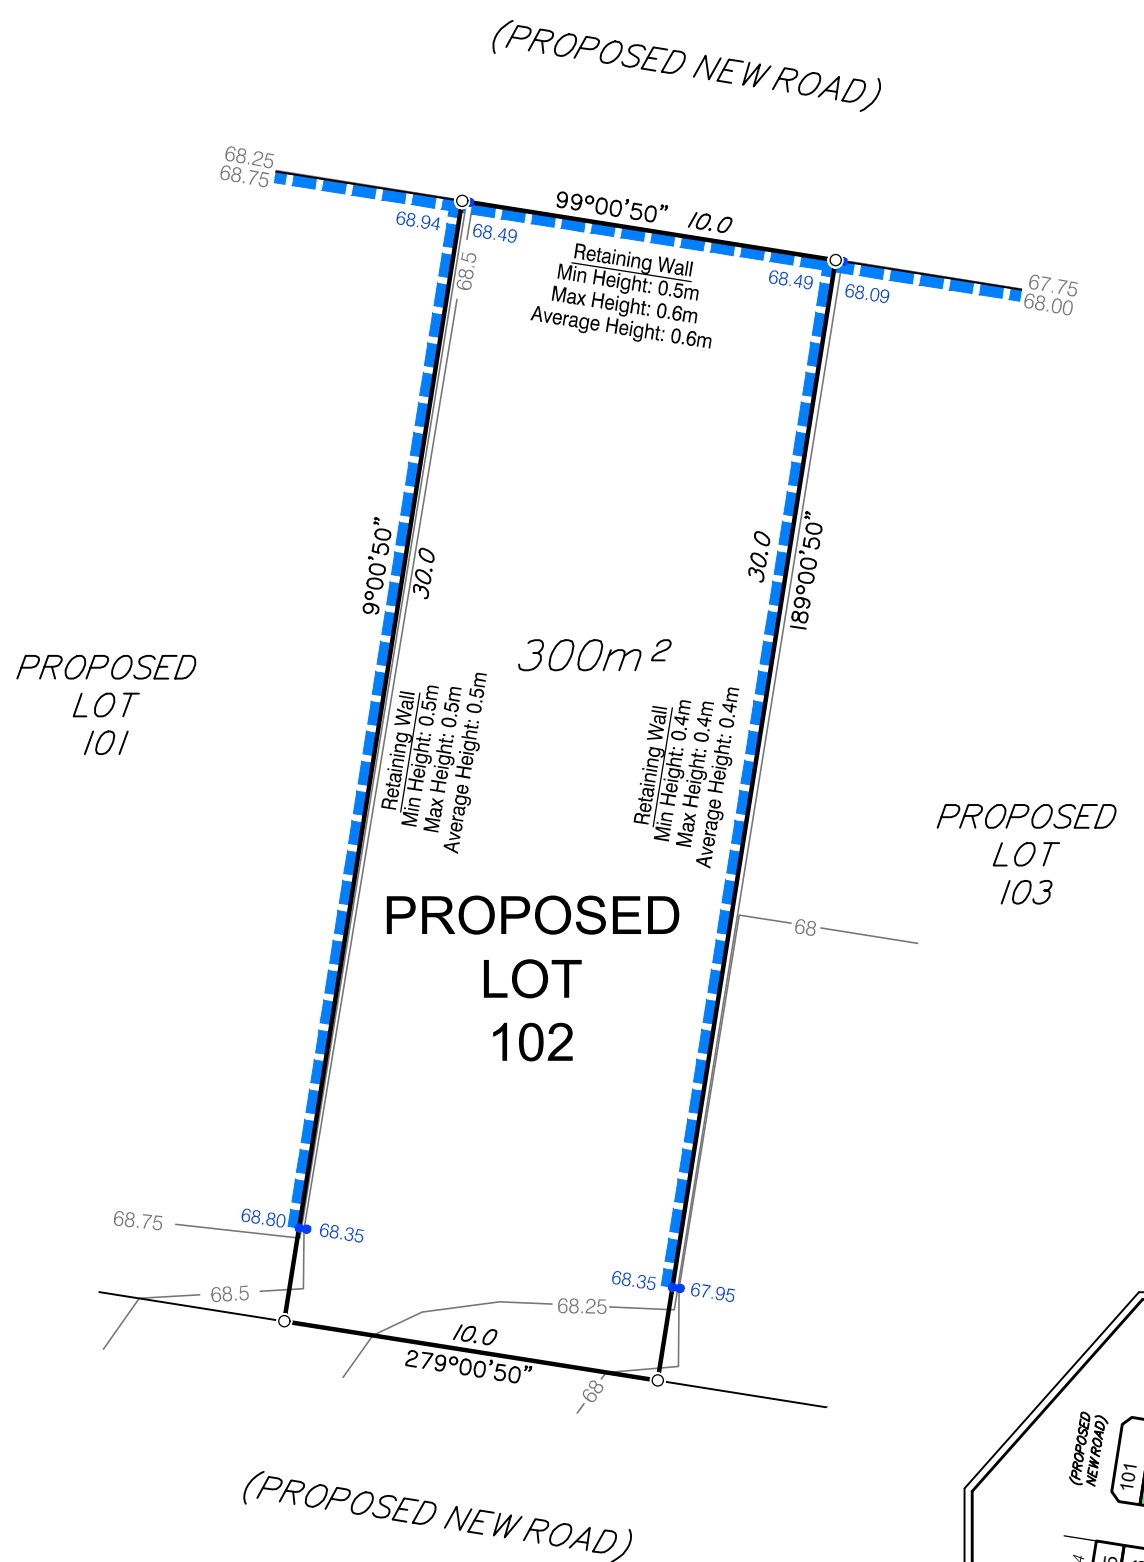 (PROPOSED NEW ROAD)
68.25
68.75
99°00'50" 10.0
68.94
68.49
68.5
Retaining Wall
Min Height: 0.5m
Max Height: 0.6m
Average Height: 0.6m
68.49
68.09
67.75
68.00
9°00'50"
30.0
30.0
189°00'50"
300m²
PROPOSED
LOT
101
Retaining Wall
Min Height: 0.5m
Max Height: 0.5m
Average Height: 0.5m
Retaining Wall
Min Height: 0.4m
Max Height: 0.4m
Average Height: 0.4m
PROPOSED
LOT
103
PROPOSED
LOT
102
68
68.75
68.80
68.35
68.5
68.35
67.95
68.25
10.0
279°00'50"
68
(PROPOSED NEW ROAD)
(PROPOSED
NEW ROAD)
101
4